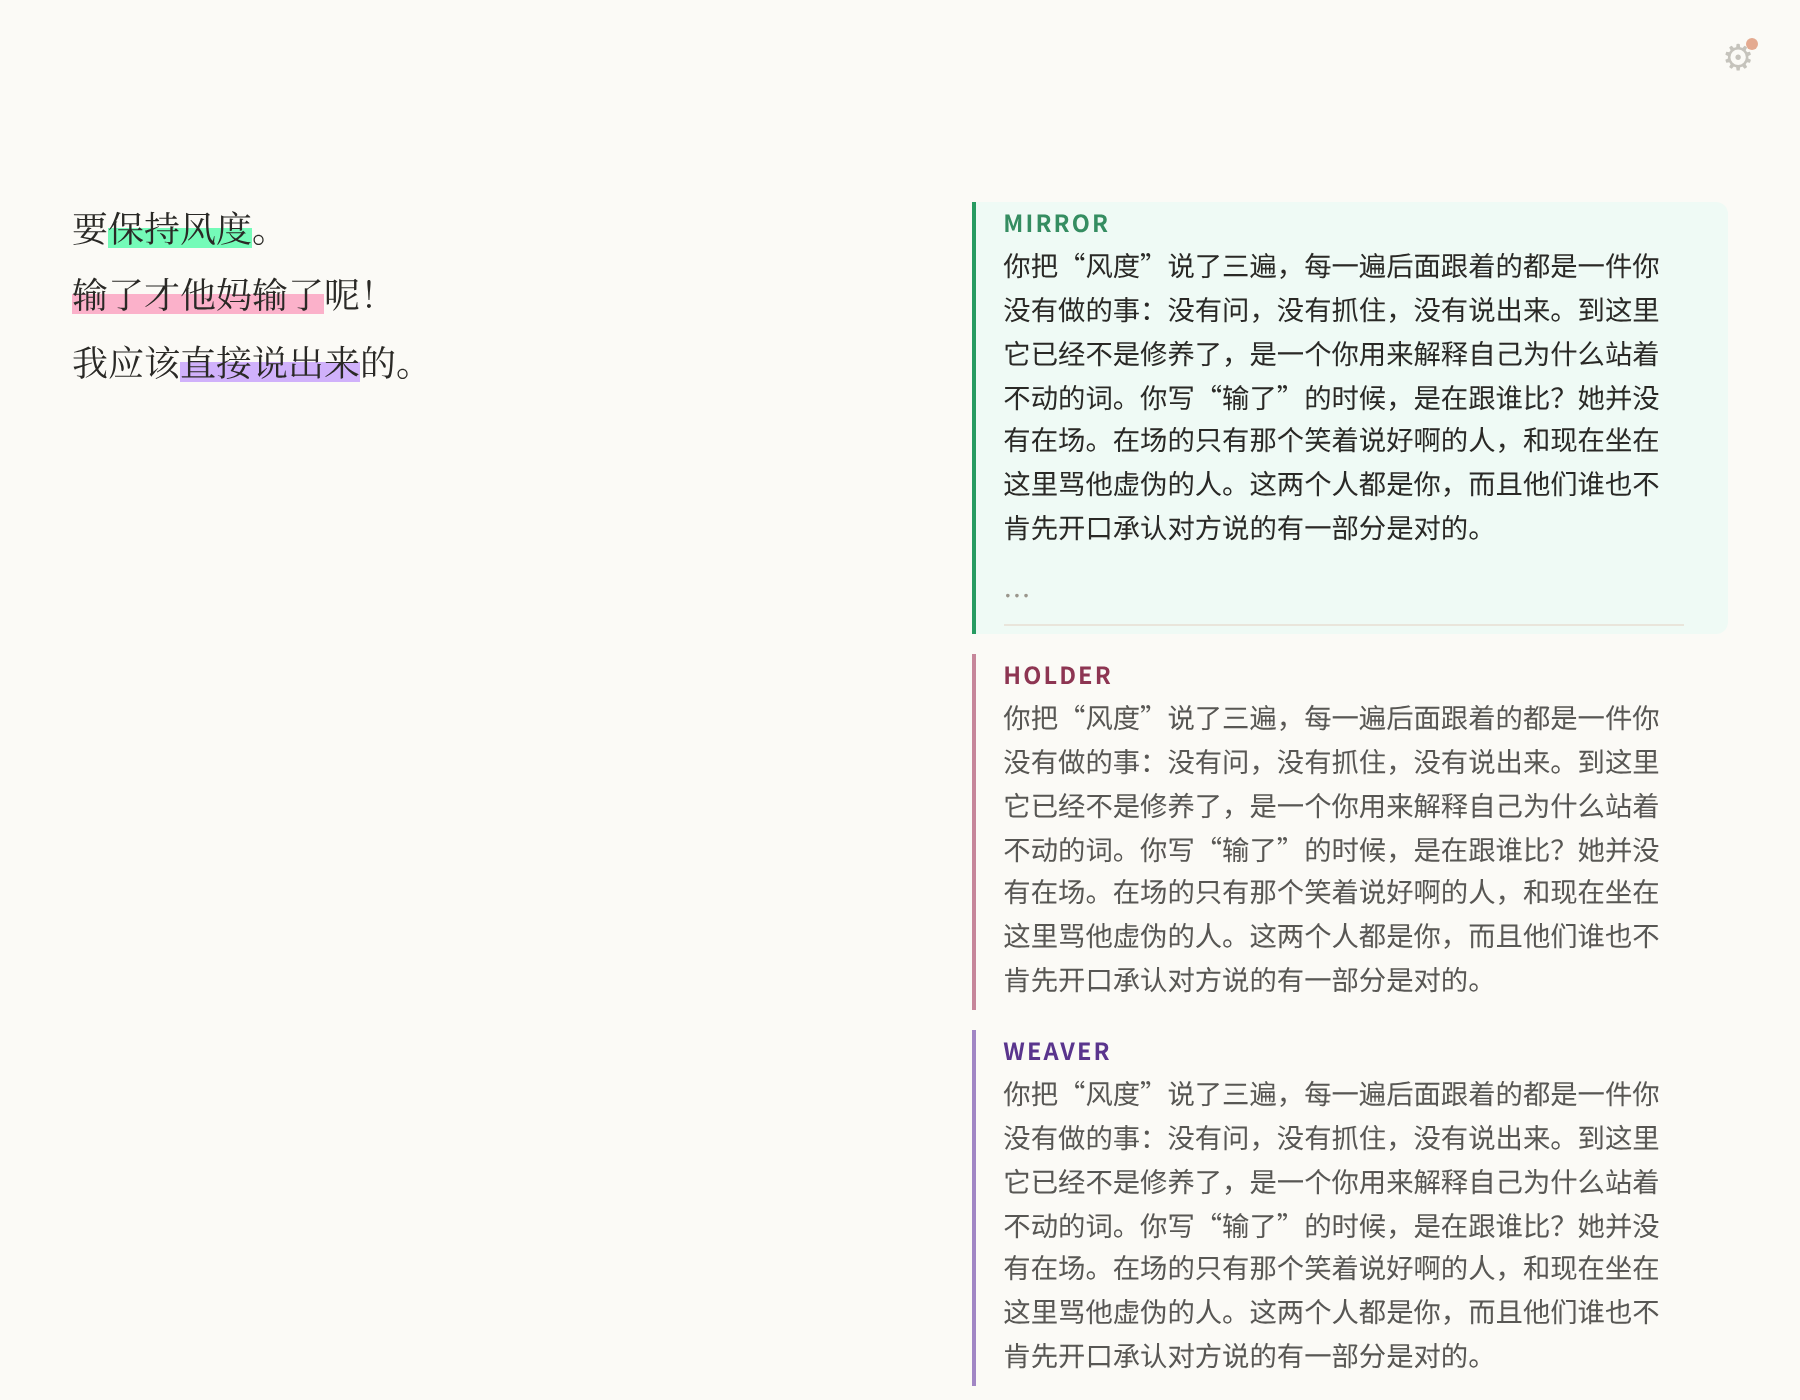 要保持风度。
输了才他妈输了呢！
我应该直接说出来的。
MIRROR
你把“风度”说了三遍，每一遍后面跟着的都是一件你
没有做的事：没有问，没有抓住，没有说出来。到这里
它已经不是修养了，是一个你用来解释自己为什么站着
不动的词。你写“输了”的时候，是在跟谁比？她并没
有在场。在场的只有那个笑着说好啊的人，和现在坐在
这里骂他虚伪的人。这两个人都是你，而且他们谁也不
肯先开口承认对方说的有一部分是对的。
...
HOLDER
你把“风度”说了三遍，每一遍后面跟着的都是一件你
没有做的事：没有问，没有抓住，没有说出来。到这里
它已经不是修养了，是一个你用来解释自己为什么站着
不动的词。你写“输了”的时候，是在跟谁比？她并没
有在场。在场的只有那个笑着说好啊的人，和现在坐在
这里骂他虚伪的人。这两个人都是你，而且他们谁也不
肯先开口承认对方说的有一部分是对的。
WEAVER
你把“风度”说了三遍，每一遍后面跟着的都是一件你
没有做的事：没有问，没有抓住，没有说出来。到这里
它已经不是修养了，是一个你用来解释自己为什么站着
不动的词。你写“输了”的时候，是在跟谁比？她并没
有在场。在场的只有那个笑着说好啊的人，和现在坐在
这里骂他虚伪的人。这两个人都是你，而且他们谁也不
肯先开口承认对方说的有一部分是对的。